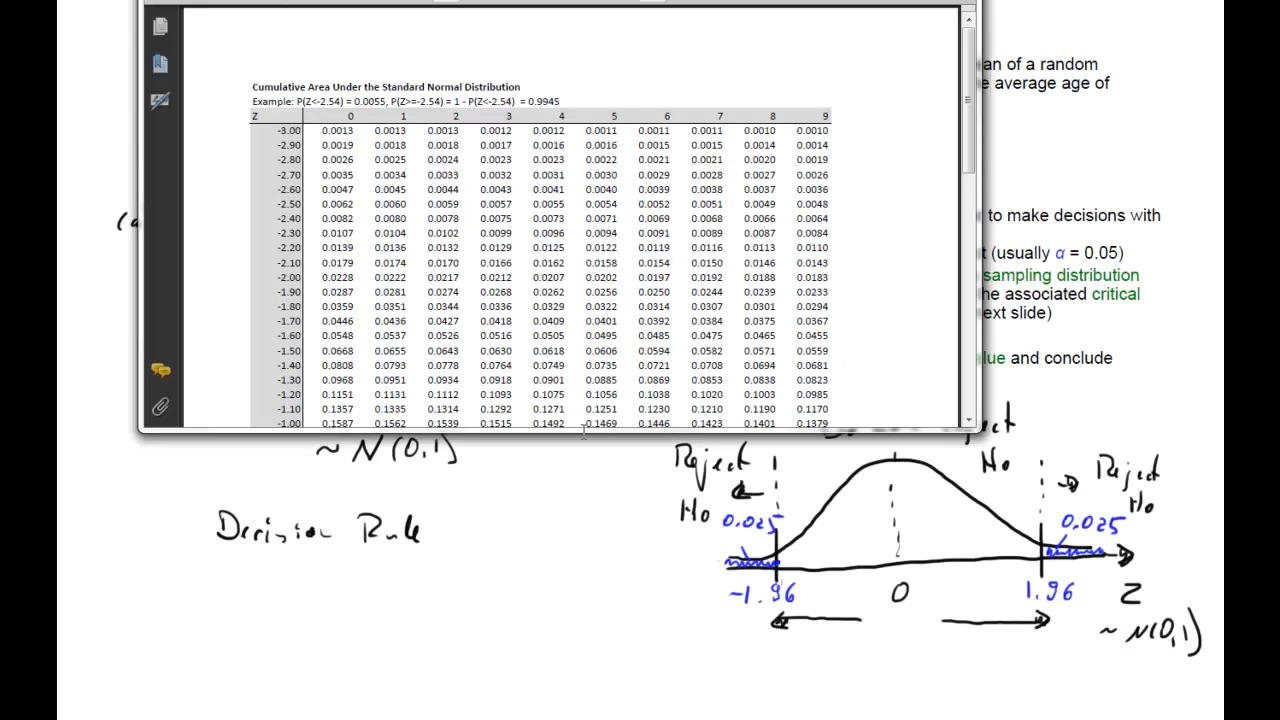 an of a random
e average age of
Cumulative Area Under the Standard Normal Distribution
Example: P(Z<-2.54) = 0.0055, P(Z>=-2.54) = 1 - P(Z<-2.54) = 0.9945
Z 0 1 2 3 4 5 6 7 8 9
-3.00 0.0013 0.0013 0.0013 0.0012 0.0012 0.0011 0.0011 0.0011 0.0010 0.0010
-2.90 0.0019 0.0018 0.0018 0.0017 0.0016 0.0016 0.0015 0.0015 0.0014 0.0014
-2.80 0.0026 0.0025 0.0024 0.0023 0.0023 0.0022 0.0021 0.0021 0.0020 0.0019
-2.70 0.0035 0.0034 0.0033 0.0032 0.0031 0.0030 0.0029 0.0028 0.0027 0.0026
-2.60 0.0047 0.0045 0.0044 0.0043 0.0041 0.0040 0.0039 0.0038 0.0037 0.0036
-2.50 0.0062 0.0060 0.0059 0.0057 0.0055 0.0054 0.0052 0.0051 0.0049 0.0048
-2.40 0.0082 0.0080 0.0078 0.0075 0.0073 0.0071 0.0069 0.0068 0.0066 0.0064
-2.30 0.0107 0.0104 0.0102 0.0099 0.0096 0.0094 0.0091 0.0089 0.0087 0.0084
-2.20 0.0139 0.0136 0.0132 0.0129 0.0125 0.0122 0.0119 0.0116 0.0113 0.0110
-2.10 0.0179 0.0174 0.0170 0.0166 0.0162 0.0158 0.0154 0.0150 0.0146 0.0143
-2.00 0.0228 0.0222 0.0217 0.0212 0.0207 0.0202 0.0197 0.0192 0.0188 0.0183
-1.90 0.0287 0.0281 0.0274 0.0268 0.0262 0.0256 0.0250 0.0244 0.0239 0.0233
-1.80 0.0359 0.0351 0.0344 0.0336 0.0329 0.0322 0.0314 0.0307 0.0301 0.0294
-1.70 0.0446 0.0436 0.0427 0.0418 0.0409 0.0401 0.0392 0.0384 0.0375 0.0367
-1.60 0.0548 0.0537 0.0526 0.0516 0.0505 0.0495 0.0485 0.0475 0.0465 0.0455
-1.50 0.0668 0.0655 0.0643 0.0630 0.0618 0.0606 0.0594 0.0582 0.0571 0.0559
-1.40 0.0808 0.0793 0.0778 0.0764 0.0749 0.0735 0.0721 0.0708 0.0694 0.0681
-1.30 0.0968 0.0951 0.0934 0.0918 0.0901 0.0885 0.0869 0.0853 0.0838 0.0823
-1.20 0.1151 0.1131 0.1112 0.1093 0.1075 0.1056 0.1038 0.1020 0.1003 0.0985
-1.10 0.1357 0.1335 0.1314 0.1292 0.1271 0.1251 0.1230 0.1210 0.1190 0.1170
-1.00 0.1587 0.1562 0.1539 0.1515 0.1492 0.1469 0.1446 0.1423 0.1401 0.1379
to make decisions with
t (usually α = 0.05)
sampling distribution
he associated critical
ext slide)
lue and conclude
~ N(0,1)
Decision Rule
Reject
Ho
Ho
Reject
Ho
0.025
0.025
-1.96 0 1.96 Z
~ N(0,1)